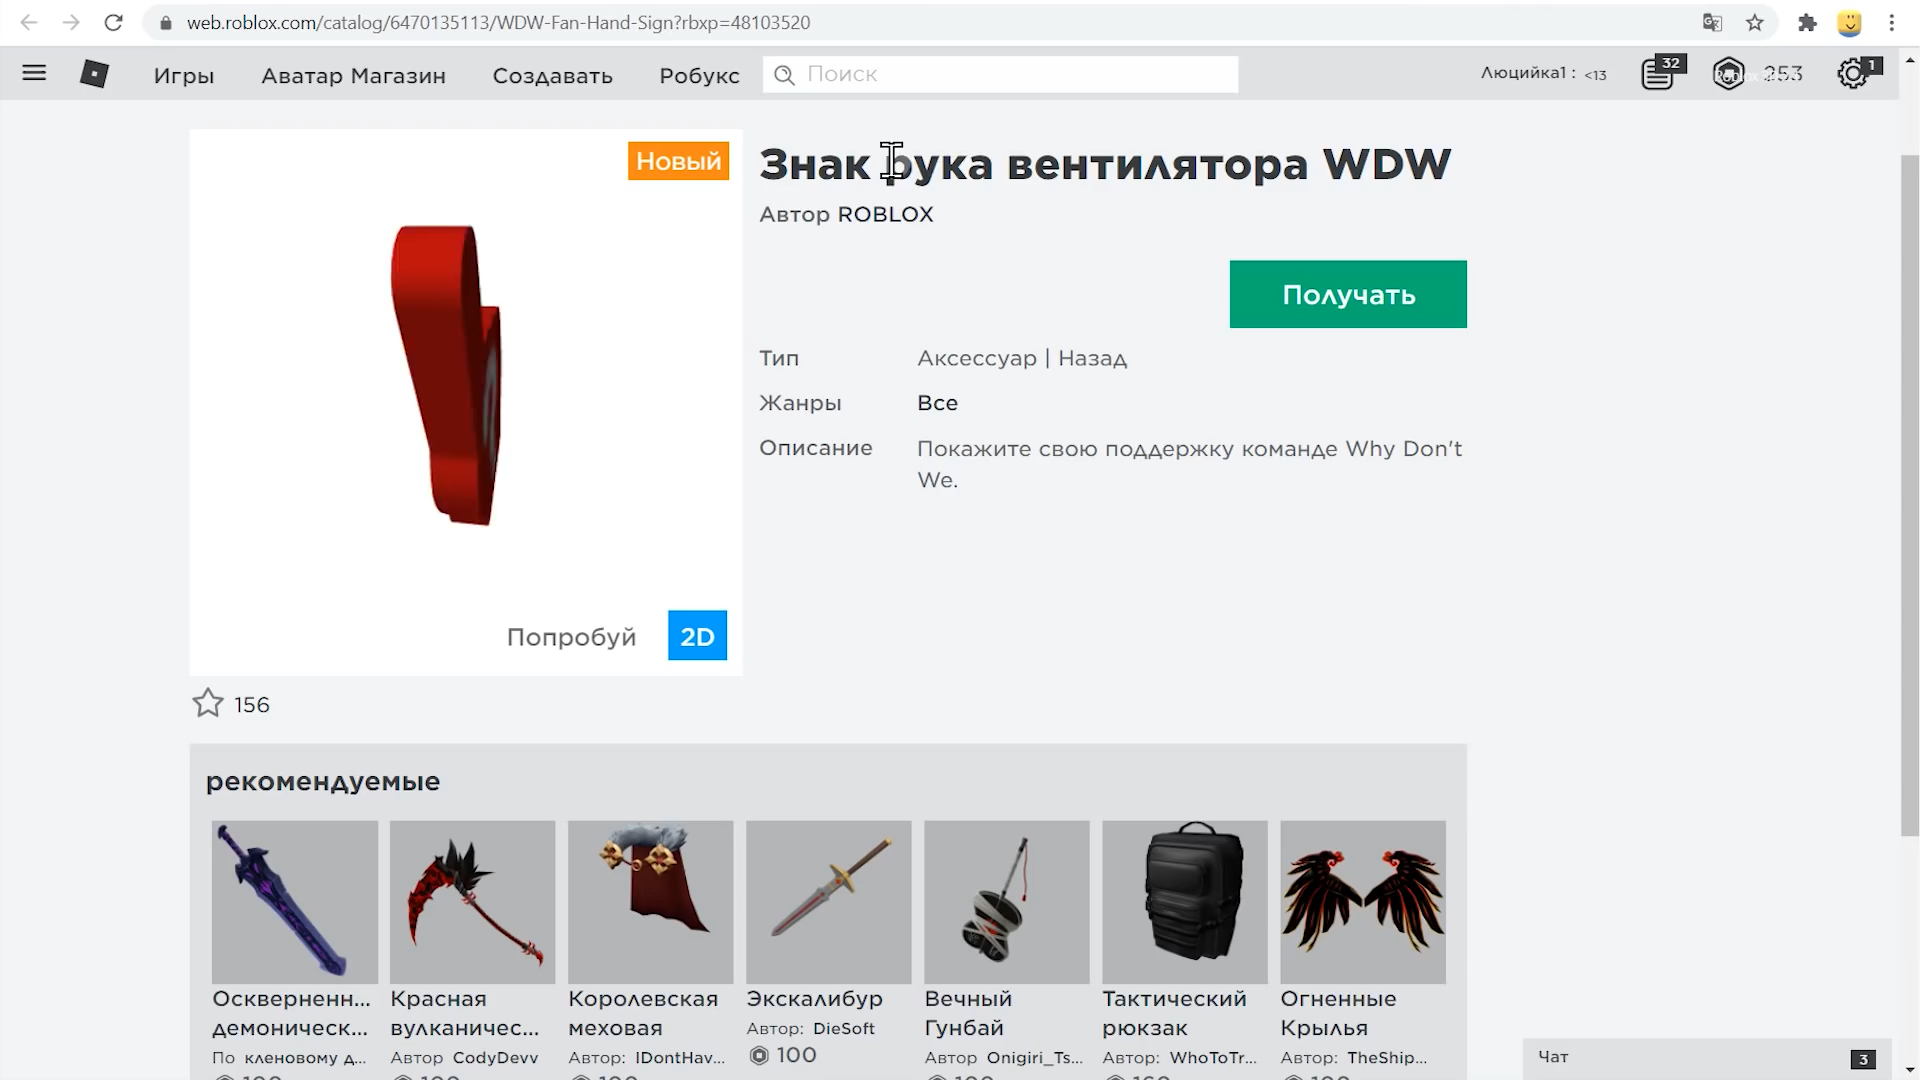 web.roblox.com/catalog/6470135113/WDW-Fan-Hand-Sign?rbxp=48103520
Игры Аватар Магазин Создавать Робукс Поиск Люцийка1 : <13 32 253 1
Новый
Знак рука вентилятора WDW
Автор ROBLOX
Получать
Тип Аксессуар | Назад
Жанры Все
Описание Покажите свою поддержку команде Why Don't
We.
Попробуй 2D
156
рекомендуемые
Оскверненн... Красная Королевская Экскалибур Вечный Тактический Огненные
демоническ... вулканичес... меховая Автор: DieSoft Гунбай рюкзак Крылья
По кленовому д... Автор CodyDevv Автор: IDontHav... 100 Автор Onigiri_Ts... Автор: WhoToTr... Автор: TheShip...
Чат 3